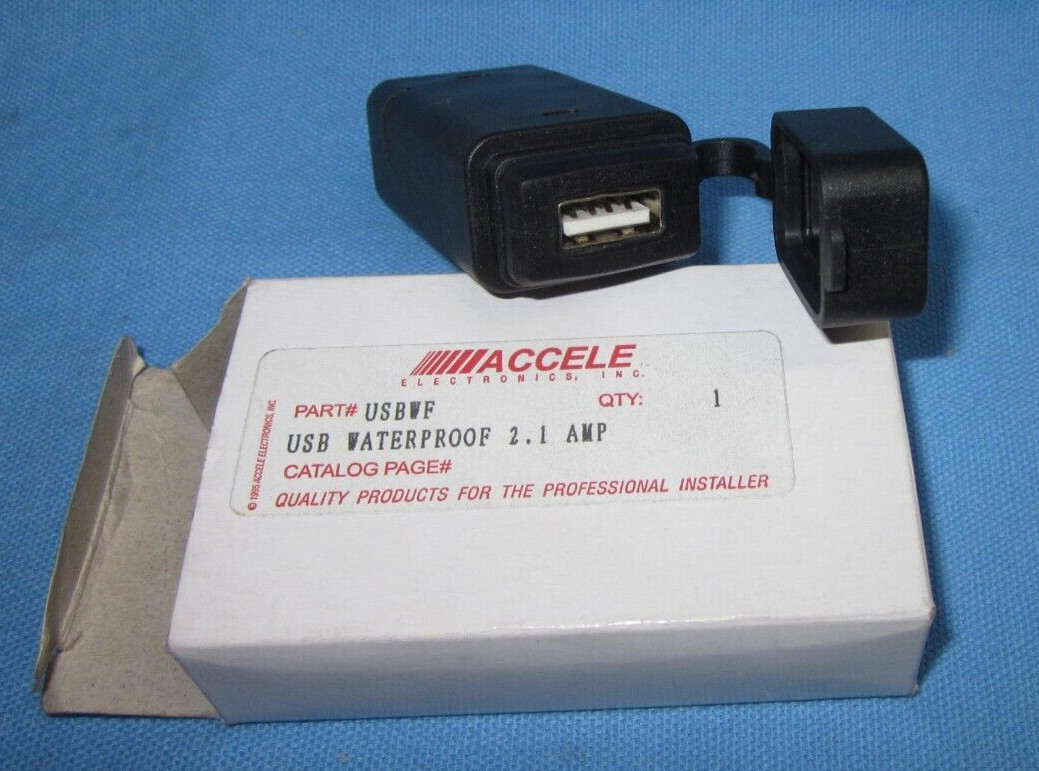 ACCELE
ELECTRONICS, INC.
PART# USBWF QTY: 1
USB WATERPROOF 2.1 AMP
CATALOG PAGE#
QUALITY PRODUCTS FOR THE PROFESSIONAL INSTALLER
© 1995 ACCELE ELECTRONICS, INC